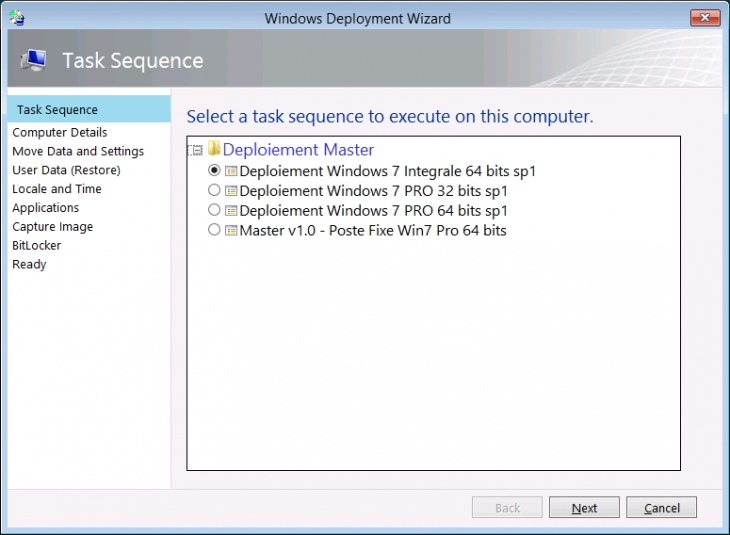 Windows Deployment Wizard
Task Sequence
Task Sequence
Computer Details
Move Data and Settings
User Data (Restore)
Locale and Time
Applications
Capture Image
BitLocker
Ready
Select a task sequence to execute on this computer.
Deploiement Master
Deploiement Windows 7 Integrale 64 bits sp1
Deploiement Windows 7 PRO 32 bits sp1
Deploiement Windows 7 PRO 64 bits sp1
Master v1.0 - Poste Fixe Win7 Pro 64 bits
Back
Next
Cancel